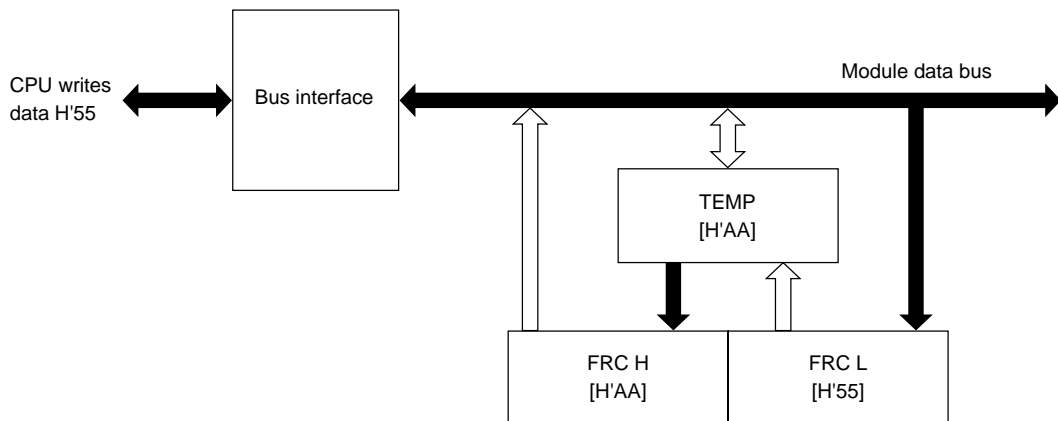 CPU writes
data H'55
Bus interface
Module data bus
TEMP
[H'AA]
FRC H
[H'AA]
FRC L
[H'55]